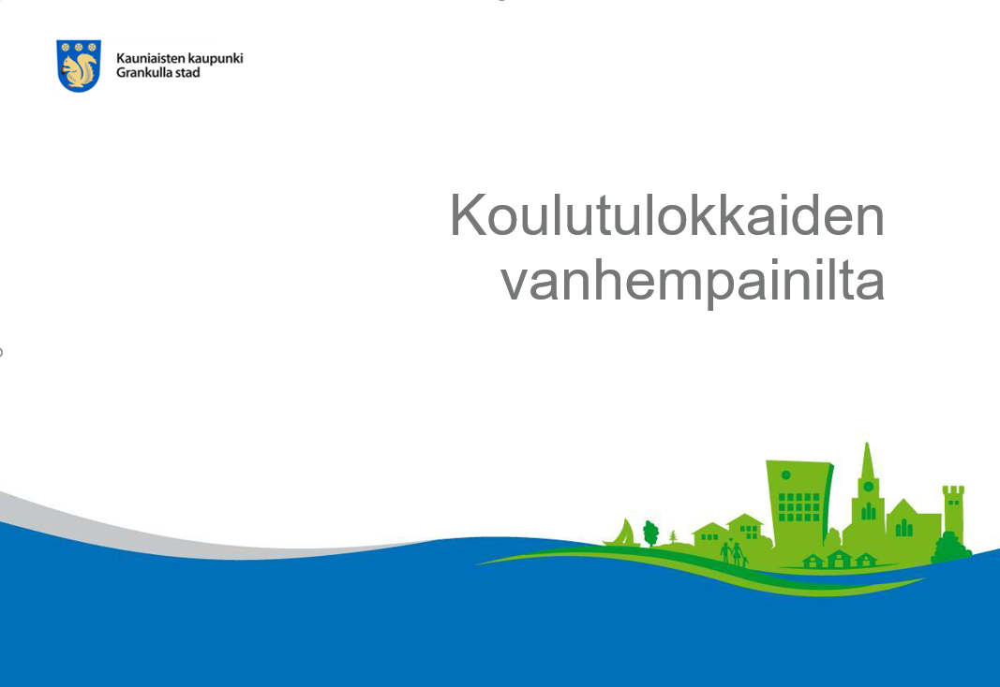 Kauniaisten kaupunki
Grankulla stad
Koulutulokkaiden
vanhempainilta